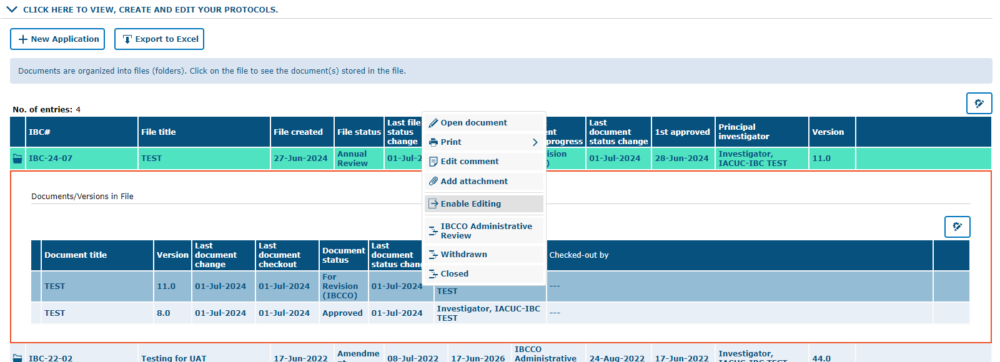 CLICK HERE TO VIEW, CREATE AND EDIT YOUR PROTOCOLS.
New Application
Export to Excel
Documents are organized into files (folders). Click on the file to see the document(s) stored in the file.
No. of entries: 4
IBC#
File title
File created
File status
Last file
status
change
progress
Last
document
status change
1st approved
Principal
investigator
Version
IBC-24-07
TEST
27-Jun-2024
Annual
Review
01-Jul-2
01-Jul-2024
28-Jun-2024
Investigator,
IACUC-IBC TEST
11.0
Open document
Print
Edit comment
Add attachment
Enable Editing
IBCCO Administrative
Review
Withdrawn
Closed
Documents/Versions in File
Document title
Version
Last
document
change
Last
document
checkout
Document
status
Last
document
status chang
Checked-out by
TEST
11.0
01-Jul-2024
01-Jul-2024
For
Revision
(IBCCO)
01-Jul-2024
TEST
---
TEST
8.0
01-Jul-2024
01-Jul-2024
Approved
01-Jul-2024
Investigator, IACUC-IBC
TEST
---
IBC-22-02
Testing for UAT
17-Jun-2022
Amendme
08-Jul-2022
17-Jun-2026
IBCCO
Administrative
24-Aug-2022
17-Jun-2022
Investigator,
IACUC-IBC TEST
44.0